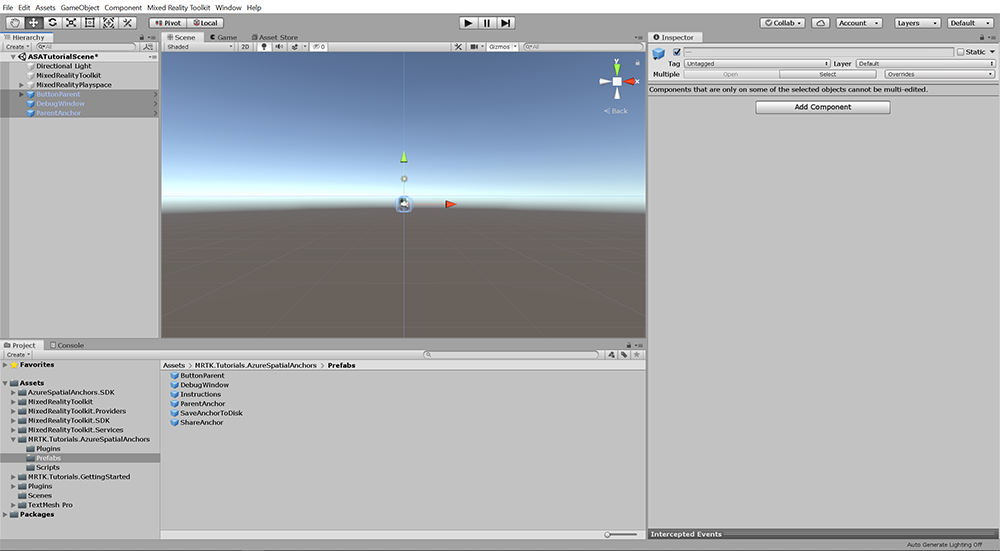 File Edit Assets GameObject Component Mixed Reality Toolkit Window Help
Pivot Local Collab Account Layers Default
Hierarchy
Create All
ASATutorialScene*
Directional Light
MixedRealityToolkit
MixedRealityPlayspace
ButtonParent
DebugWindow
ParentAnchor
Scene Game Asset Store
Shaded 2D 0 Gizmos All
y
x
Back
Inspector
— Static
Tag Untagged Layer Default
Multiple Open Select Overrides
Components that are only on some of the selected objects cannot be multi-edited.
Add Component
Project Console
Create
Favorites
Assets
AzureSpatialAnchors.SDK
MixedRealityToolkit
MixedRealityToolkit.Providers
MixedRealityToolkit.SDK
MixedRealityToolkit.Services
MRTK.Tutorials.AzureSpatialAnchors
Plugins
Prefabs
Scripts
MRTK.Tutorials.GettingStarted
Plugins
Scenes
TextMesh Pro
Packages
Assets > MRTK.Tutorials.AzureSpatialAnchors > Prefabs
ButtonParent
DebugWindow
Instructions
ParentAnchor
SaveAnchorToDisk
ShareAnchor
Intercepted Events
Auto Generate Lighting Off